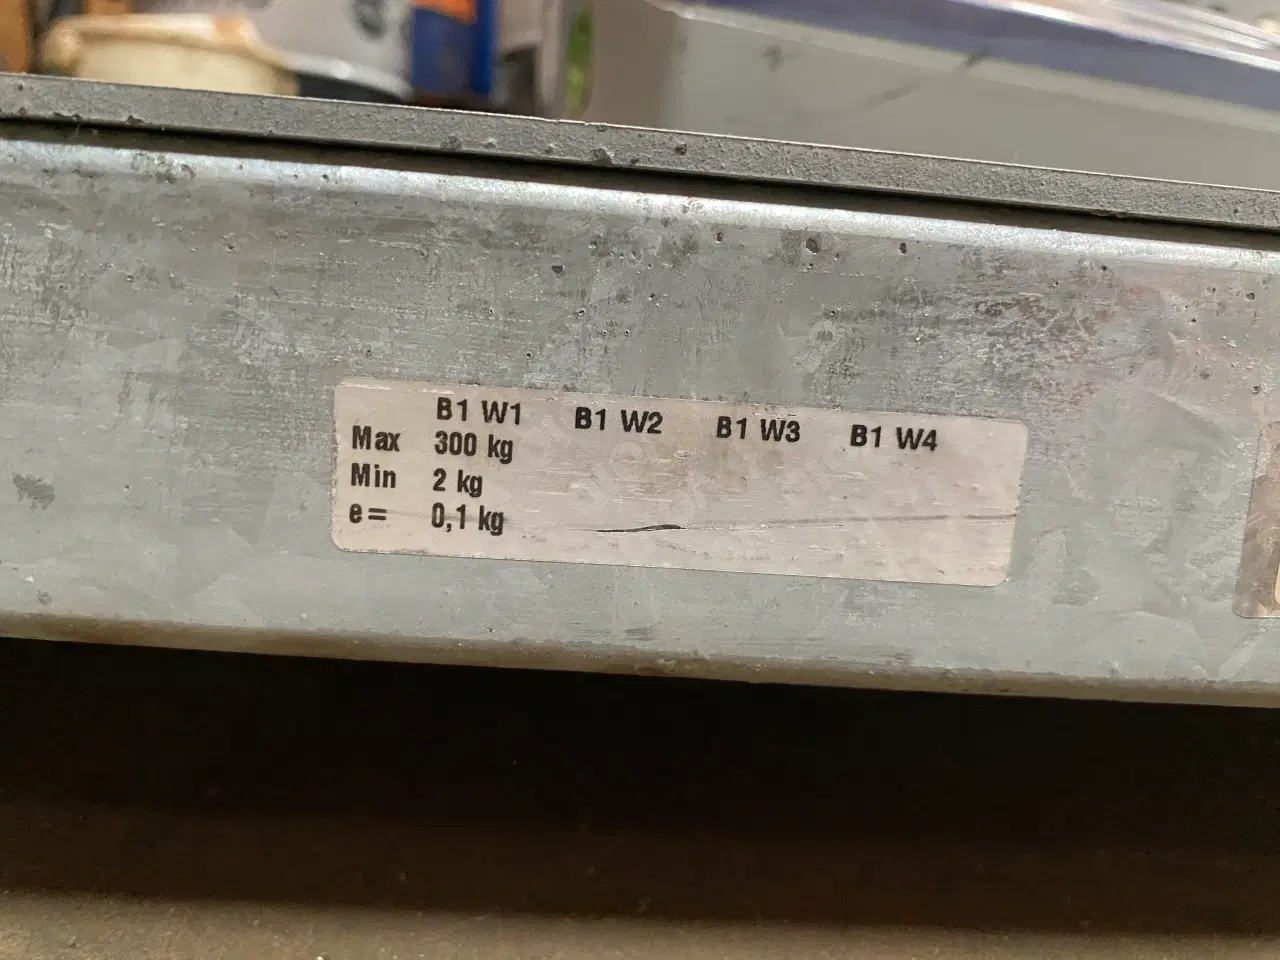 B1 W1 B1 W2 B1 W3 B1 W4
Max 300 kg
Min 2 kg
e= 0,1 kg